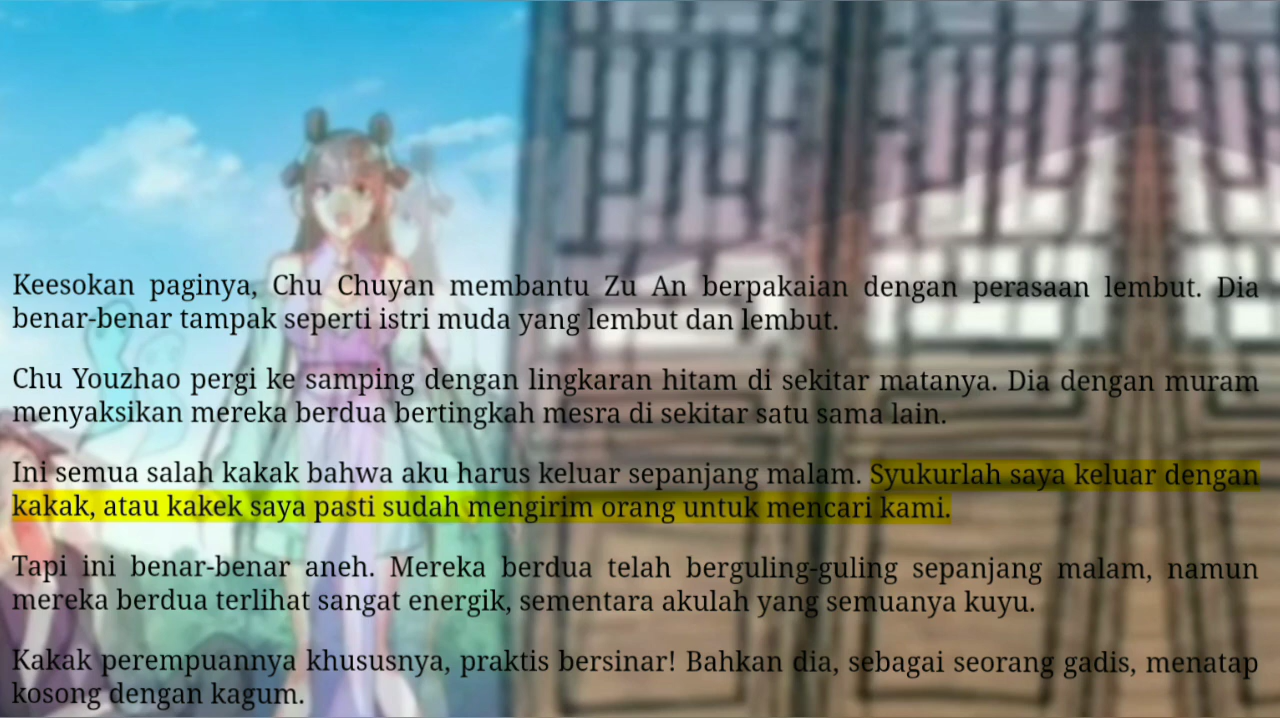 Keesokan paginya, Chu Chuyan membantu Zu An berpakaian dengan perasaan lembut. Dia
benar-benar tampak seperti istri muda yang lembut dan lembut.
Chu Youzhao pergi ke samping dengan lingkaran hitam di sekitar matanya. Dia dengan muram
menyaksikan mereka berdua bertingkah mesra di sekitar satu sama lain.
Ini semua salah kakak bahwa aku harus keluar sepanjang malam. Syukurlah saya keluar dengan
kakak, atau kakek saya pasti sudah mengirim orang untuk mencari kami.
Tapi ini benar-benar aneh. Mereka berdua telah berguling-guling sepanjang malam, namun
mereka berdua terlihat sangat energik, sementara akulah yang semuanya kuyu.
Kakak perempuannya khususnya, praktis bersinar! Bahkan dia, sebagai seorang gadis, menatap
kosong dengan kagum.